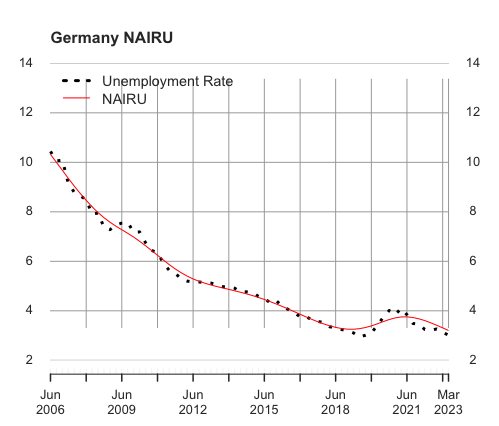 Germany NAIRU
14 14
Unemployment Rate
NAIRU
12 12
10 10
8 8
6 6
4 4
2 2
Jun Jun Jun Jun Jun Jun Mar
2006 2009 2012 2015 2018 2021 2023